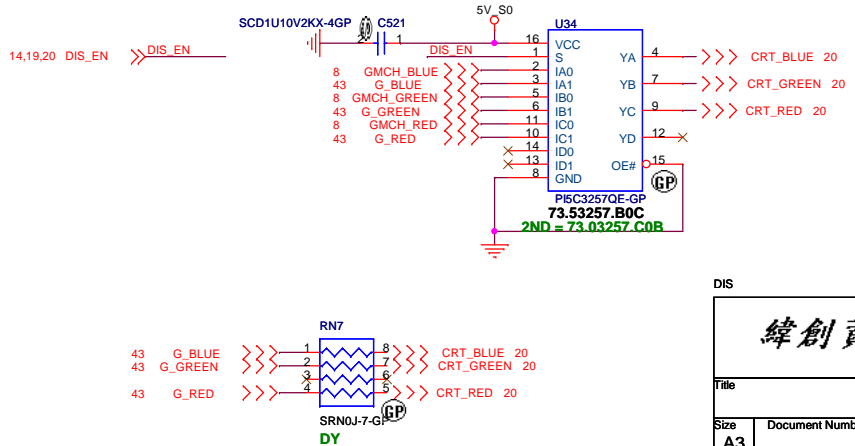 5V_S0
SCD1U10V2KX-4GP C521
2 1
U34
14,19,20 DIS_EN DIS_EN
DIS_EN
16 VCC
1 S
8 GMCH_BLUE 2 IA0
43 G_BLUE 3 IA1
8 GMCH_GREEN 5 IB0
43 G_GREEN 6 IB1
8 GMCH_RED 11 IC0
43 G_RED 10 IC1
14 ID0
13 ID1
8 GND
YA 4 CRT_BLUE 20
YB 7 CRT_GREEN 20
YC 9 CRT_RED 20
YD 12
OE# 15
GP
PI5C3257QE-GP
73.53257.B0C
2ND = 73.03257.C0B
DIS
緯創
RN7
43 G_BLUE 1 8 CRT_BLUE 20
43 G_GREEN 2 7 CRT_GREEN 20
3 6
43 G_RED 4 5 CRT_RED 20
SRN0J-7-GP
GP
DY
Title
Size Document Numb
A3